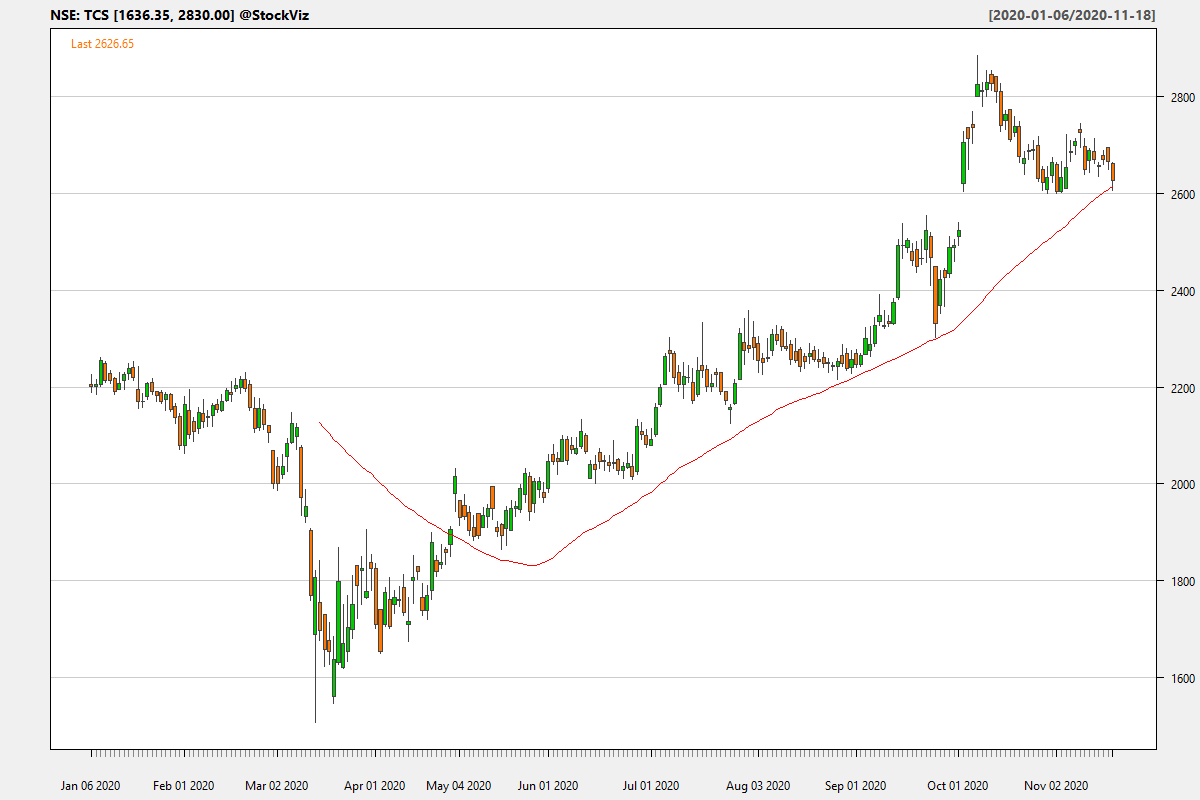 NSE: TCS [1636.35, 2830.00] @StockViz [2020-01-06/2020-11-18]
Last 2626.65
2800
2600
2400
2200
2000
1800
1600
Jan 06 2020 Feb 01 2020 Mar 02 2020 Apr 01 2020 May 04 2020 Jun 01 2020 Jul 01 2020 Aug 03 2020 Sep 01 2020 Oct 01 2020 Nov 02 2020